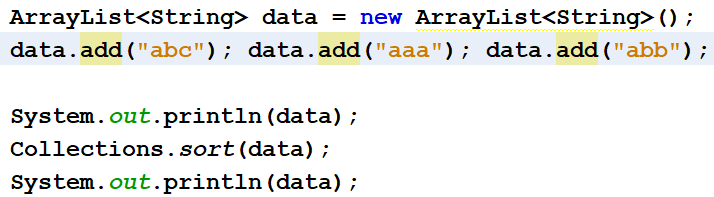 ArrayList<String> data = new ArrayList<String>();
data.add("abc"); data.add("aaa"); data.add("abb");
System.out.println(data);
Collections.sort(data);
System.out.println(data);